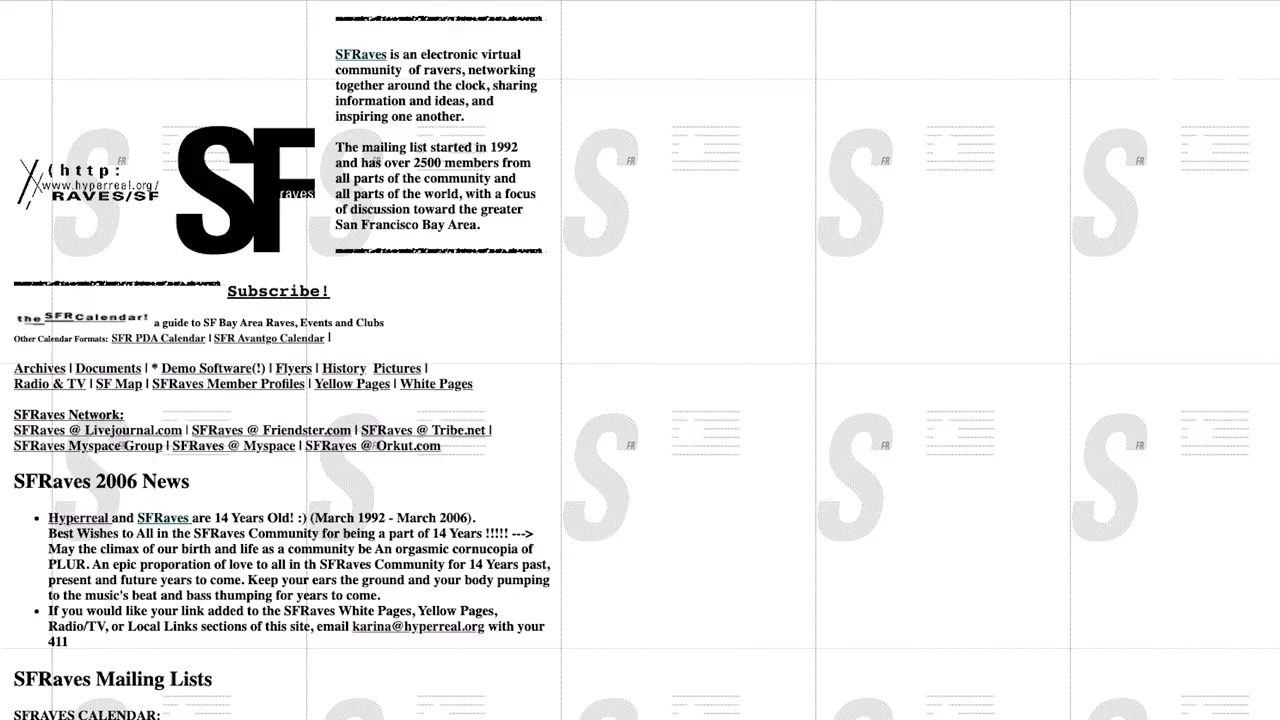 SFRaves is an electronic virtual
community of ravers, networking
together around the clock, sharing
information and ideas, and
inspiring one another.
The mailing list started in 1992
and has over 2500 members from
all parts of the community and
all parts of the world, with a focus
of discussion toward the greater
San Francisco Bay Area.
(http:
www.hyperreal.org/
RAVES/SF
SF
raves
Subscribe!
the SFRCalendar! a guide to SF Bay Area Raves, Events and Clubs
Other Calendar Formats: SFR PDA Calendar | SFR Avantgo Calendar |
Archives | Documents | * Demo Software(!) | Flyers | History Pictures |
Radio & TV | SF Map | SFRaves Member Profiles | Yellow Pages | White Pages
SFRaves Network:
SFRaves @ Livejournal.com | SFRaves @ Friendster.com | SFRaves @ Tribe.net |
SFRaves Myspace Group | SFRaves @ Myspace | SFRaves @ Orkut.com
SFRaves 2006 News
• Hyperreal and SFRaves are 14 Years Old! :) (March 1992 - March 2006).
Best Wishes to All in the SFRaves Community for being a part of 14 Years !!!!! --->
May the climax of our birth and life as a community be An orgasmic cornucopia of
PLUR. An epic proporation of love to all in th SFRaves Community for 14 Years past,
present and future years to come. Keep your ears the ground and your body pumping
to the music's beat and bass thumping for years to come.
• If you would like your link added to the SFRaves White Pages, Yellow Pages,
Radio/TV, or Local Links sections of this site, email karina@hyperreal.org with your
411
SFRaves Mailing Lists
SFRAVES CALENDAR: